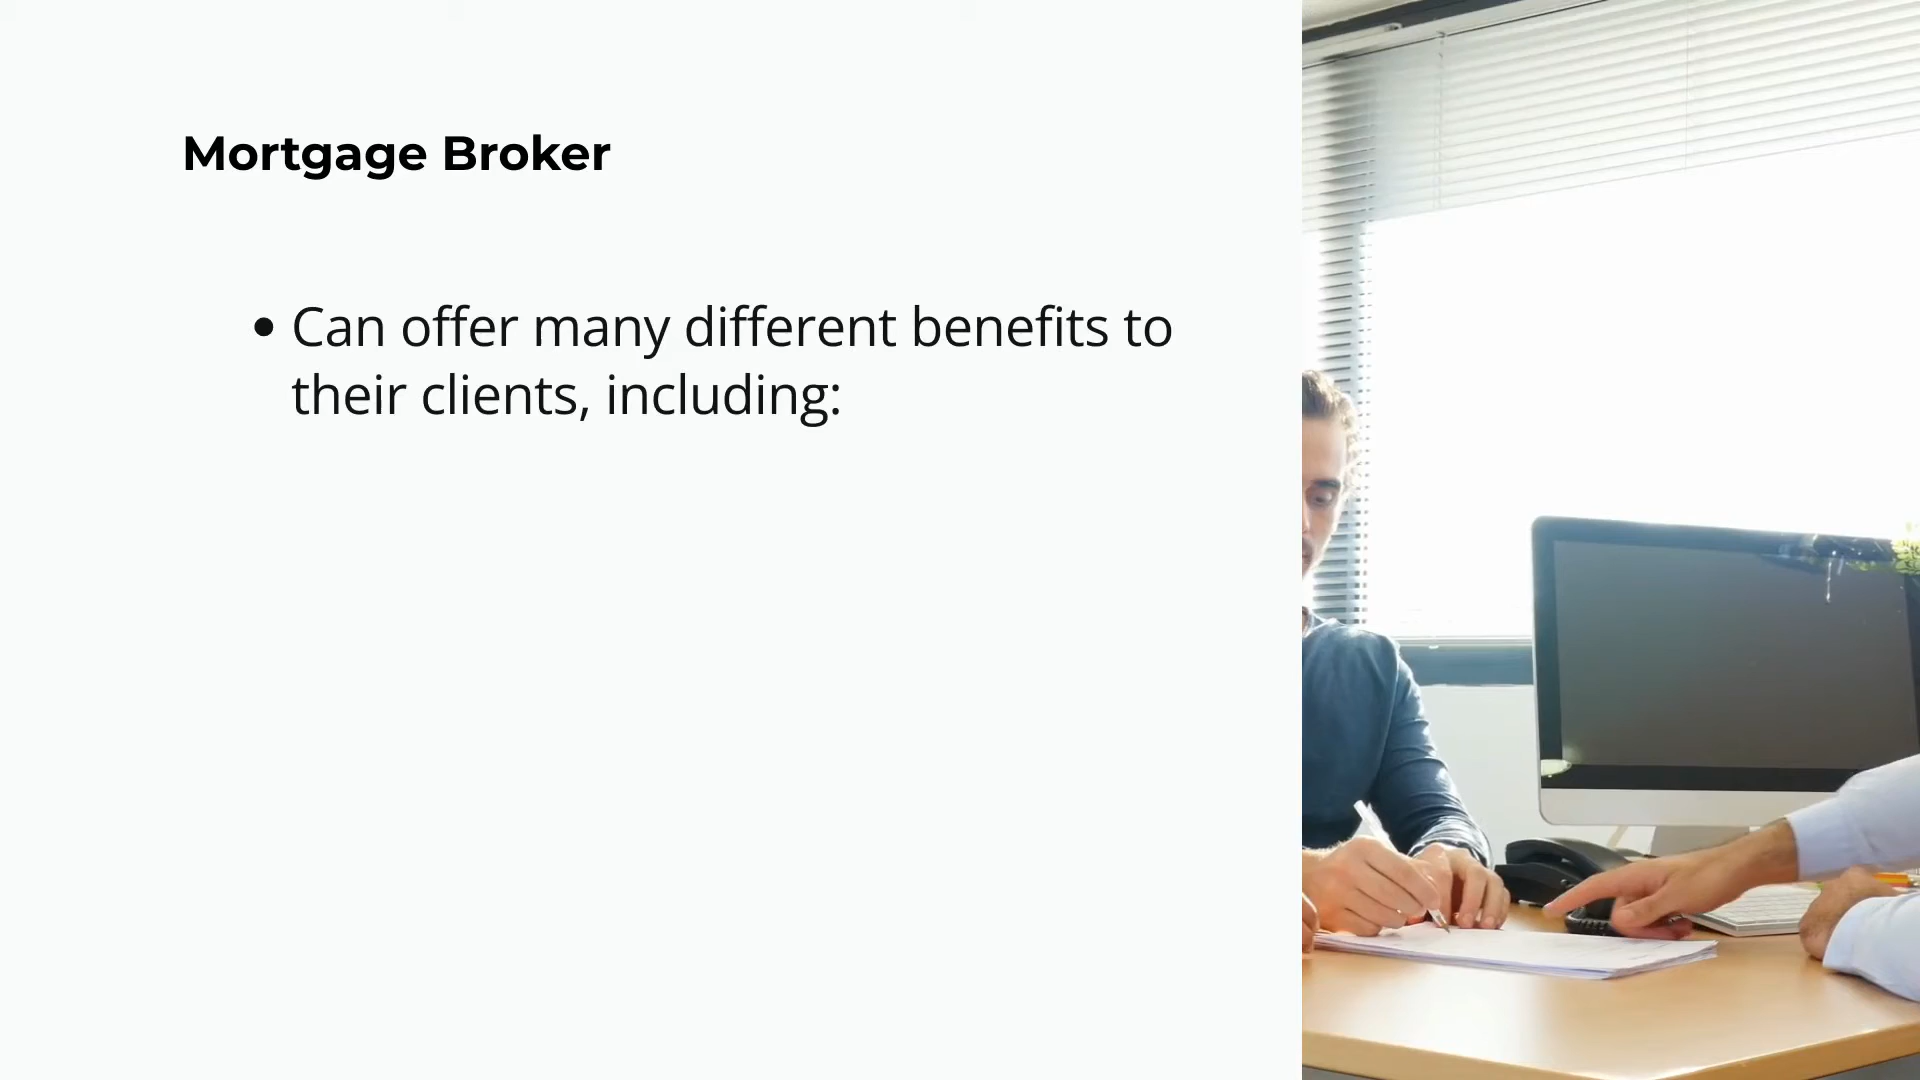 Mortgage Broker
• Can offer many different benefits to
their clients, including: